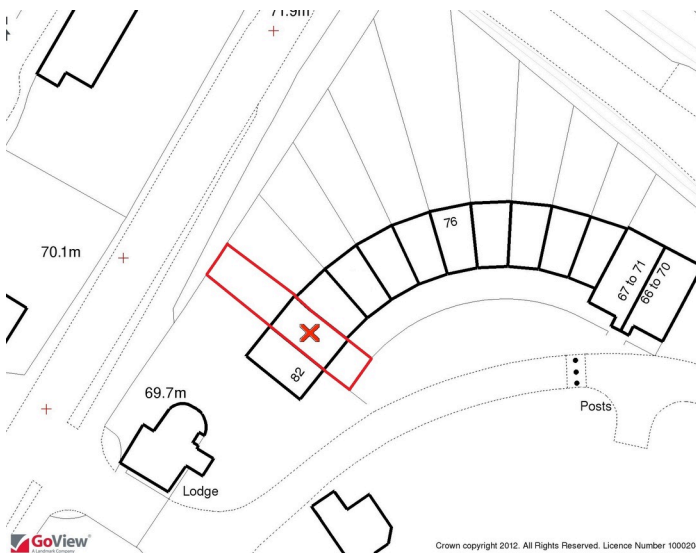 71.9m
76
70.1m
67 to 71
66 to 70
82
69.7m
Posts
Lodge
GoView®
A Landmark Company
Crown copyright 2012. All Rights Reserved. Licence Number 100020